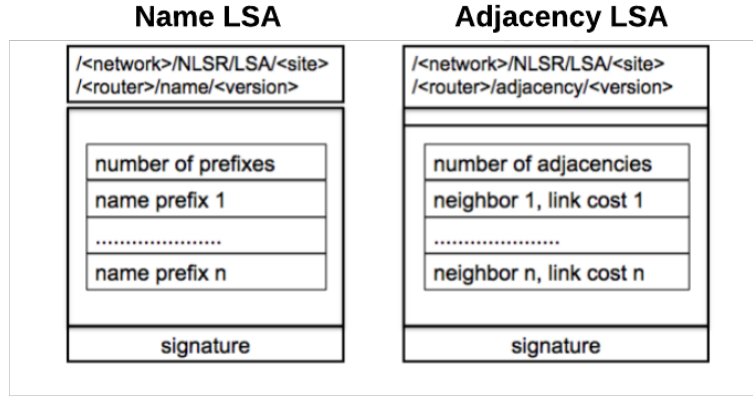 Name LSA
/<network>/NLSR/LSA/<site>
/<router>/name/<version>
number of prefixes
name prefix 1
.....................
name prefix n
signature
Adjacency LSA
/<network>/NLSR/LSA/<site>
/<router>/adjacency/<version>
number of adjacencies
neighbor 1, link cost 1
.....................
neighbor n, link cost n
signature